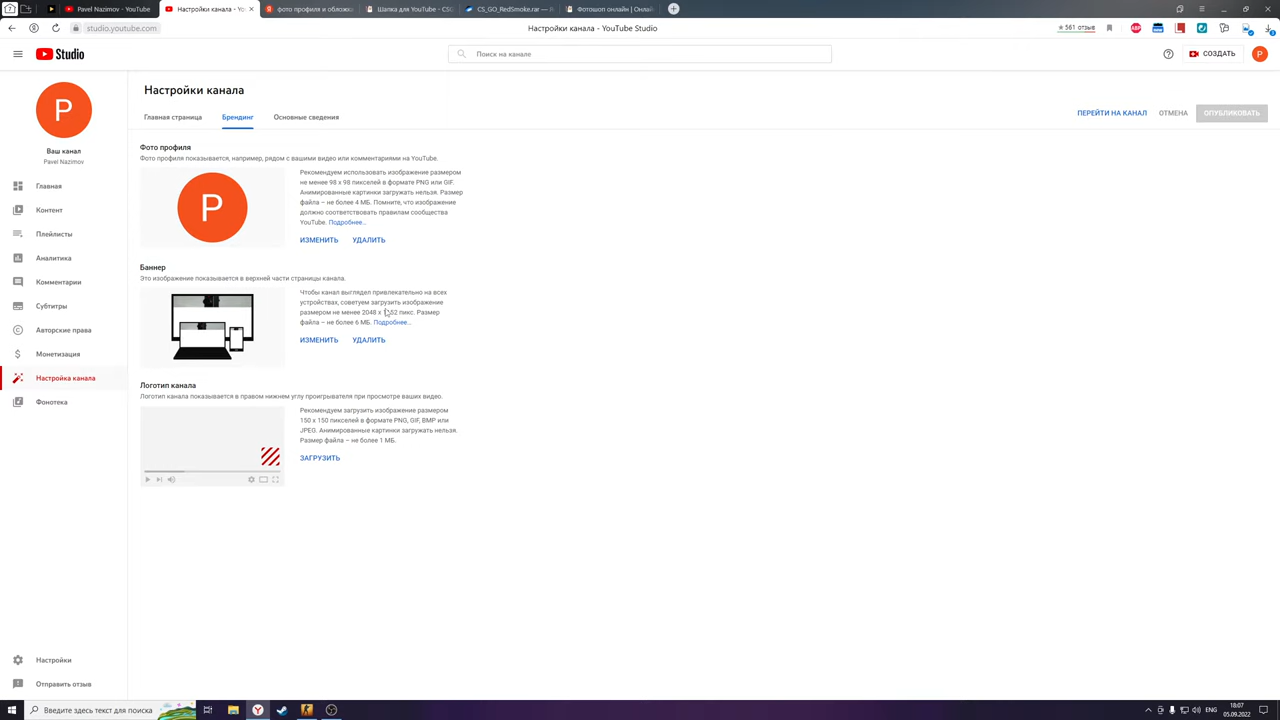 Pavel Nazimov - YouTube
Настройки канала - Yo
фото профиля и обложк
Шапка для YouTube - CS
CS_GO_RedSmoke.rar —
Фотошоп онлайн | Онлай
studio.youtube.com
Настройки канала - YouTube Studio
561 отзыв
ABP
Studio
Поиск на канале
СОЗДАТЬ
P
P
Ваш канал
Pavel Nazimov
Главная
Контент
Плейлисты
Аналитика
Комментарии
Субтитры
Авторские права
Монетизация
Настройка канала
Фонотека
Настройки
Отправить отзыв
Настройки канала
Главная страница
Брендинг
Основные сведения
ПЕРЕЙТИ НА КАНАЛ
ОТМЕНА
ОПУБЛИКОВАТЬ
Фото профиля
Фото профиля показывается, например, рядом с вашими видео или комментариями на YouTube.
P
Рекомендуем использовать изображение размером
не менее 98 x 98 пикселей в формате PNG или GIF.
Анимированные картинки загружать нельзя. Размер
файла – не более 4 МБ. Помните, что изображение
должно соответствовать правилам сообщества
YouTube. Подробнее…
ИЗМЕНИТЬ
УДАЛИТЬ
Баннер
Это изображение показывается в верхней части страницы канала.
Чтобы канал выглядел привлекательно на всех
устройствах, советуем загрузить изображение
размером не менее 2048 x пикс. Размер
файла – не более 6 МБ. Подробнее…
ИЗМЕНИТЬ
УДАЛИТЬ
Логотип канала
Логотип канала показывается в правом нижнем углу проигрывателя при просмотре ваших видео.
Рекомендуем загрузить изображение размером
150 x 150 пикселей в формате PNG, GIF, BMP или
JPEG. Анимированные картинки загружать нельзя.
Размер файла – не более 1 МБ.
ЗАГРУЗИТЬ
Введите здесь текст для поиска
ENG
18:07
05.09.2022